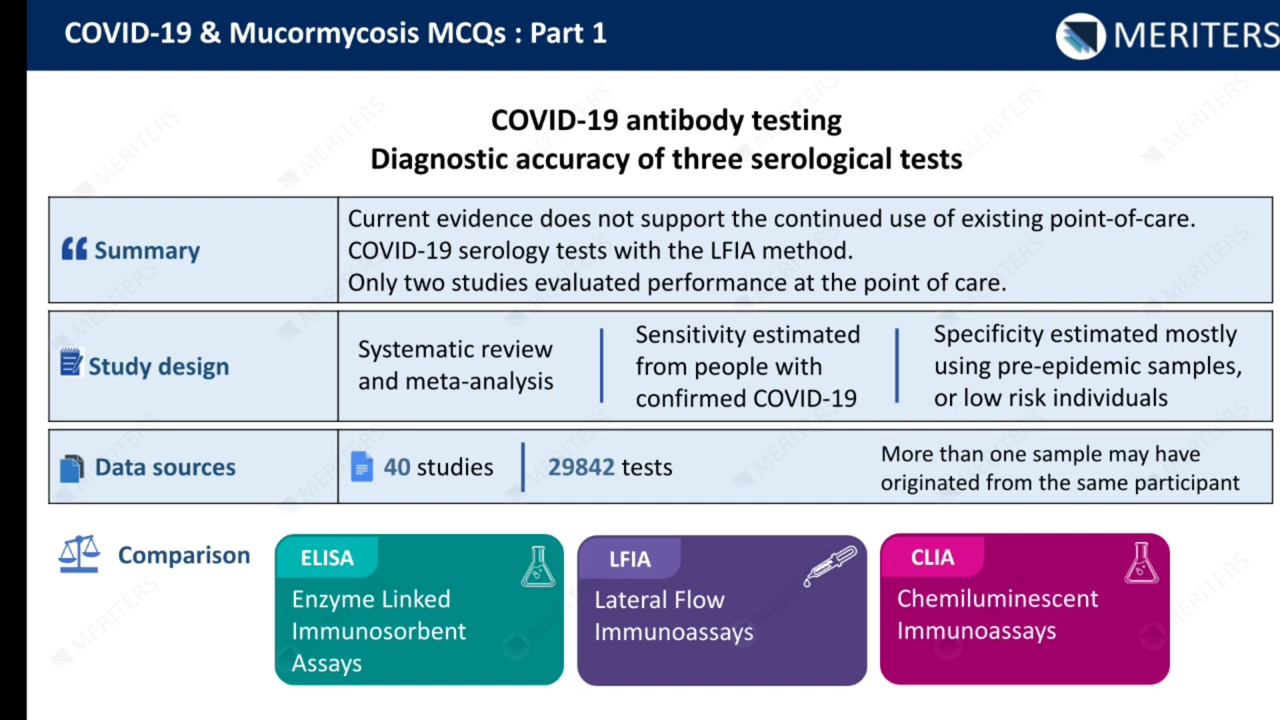 COVID-19 & Mucormycosis MCQs : Part 1
MERITERS
COVID-19 antibody testing
Diagnostic accuracy of three serological tests
Summary
Current evidence does not support the continued use of existing point-of-care.
COVID-19 serology tests with the LFIA method.
Only two studies evaluated performance at the point of care.
Study design
Systematic review
and meta-analysis
Sensitivity estimated
from people with
confirmed COVID-19
Specificity estimated mostly
using pre-epidemic samples,
or low risk individuals
Data sources
40 studies
29842 tests
More than one sample may have
originated from the same participant
Comparison
ELISA
Enzyme Linked
Immunosorbent
Assays
LFIA
Lateral Flow
Immunoassays
CLIA
Chemiluminescent
Immunoassays